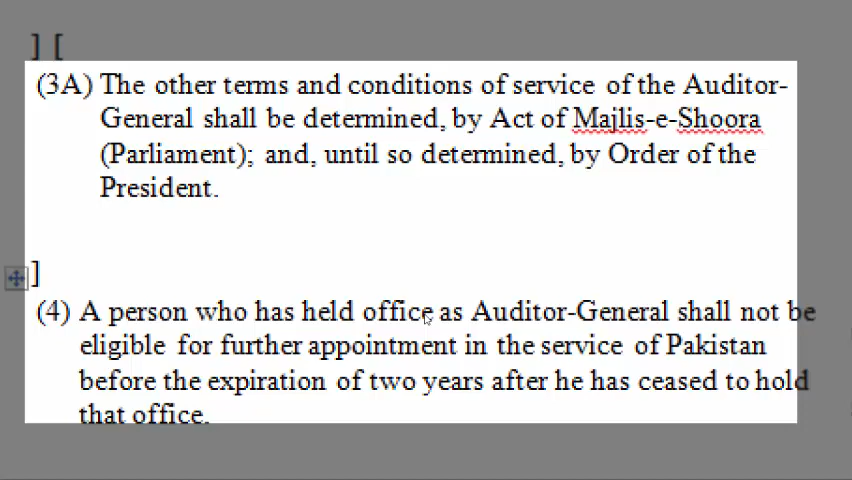 ] [
(3A) The other terms and conditions of service of the Auditor-
General shall be determined, by Act of Majlis-e-Shoora
(Parliament); and, until so determined, by Order of the
President.
]
(4) A person who has held office as Auditor-General shall not be
eligible for further appointment in the service of Pakistan
before the expiration of two years after he has ceased to hold
that office.